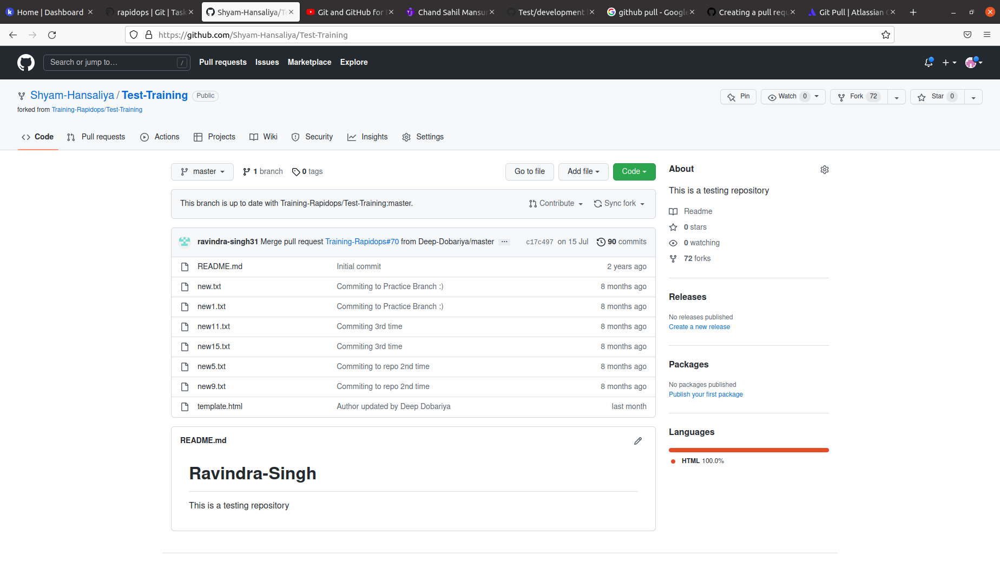 Home | Dashboard
rapidops | Git | Task
Shyam-Hansaliya/Te
Git and GitHub for
Chand Sahil Mansur
Test/development
github pull - Google
Creating a pull requ
Git Pull | Atlassian
https://github.com/Shyam-Hansaliya/Test-Training
Search or jump to…
/
Pull requests
Issues
Marketplace
Explore
Shyam-Hansaliya / Test-Training Public
forked from Training-Rapidops/Test-Training
Pin
Watch 0
Fork 72
Star 0
Code
Pull requests
Actions
Projects
Wiki
Security
Insights
Settings
master
1 branch
0 tags
Go to file
Add file
Code
This branch is up to date with Training-Rapidops/Test-Training:master.
Contribute
Sync fork
ravindra-singh31 Merge pull request Training-Rapidops#70 from Deep-Dobariya/master … c17c497 on 15 Jul 90 commits
README.md Initial commit 2 years ago
new.txt Commiting to Practice Branch :) 8 months ago
new1.txt Commiting to Practice Branch :) 8 months ago
new11.txt Commiting 3rd time 8 months ago
new15.txt Commiting 3rd time 8 months ago
new5.txt Commiting to repo 2nd time 8 months ago
new9.txt Commiting to repo 2nd time 8 months ago
template.html Author updated by Deep Dobariya last month
README.md
Ravindra-Singh
This is a testing repository
About
This is a testing repository
Readme
0 stars
0 watching
72 forks
Releases
No releases published
Create a new release
Packages
No packages published
Publish your first package
Languages
HTML 100.0%